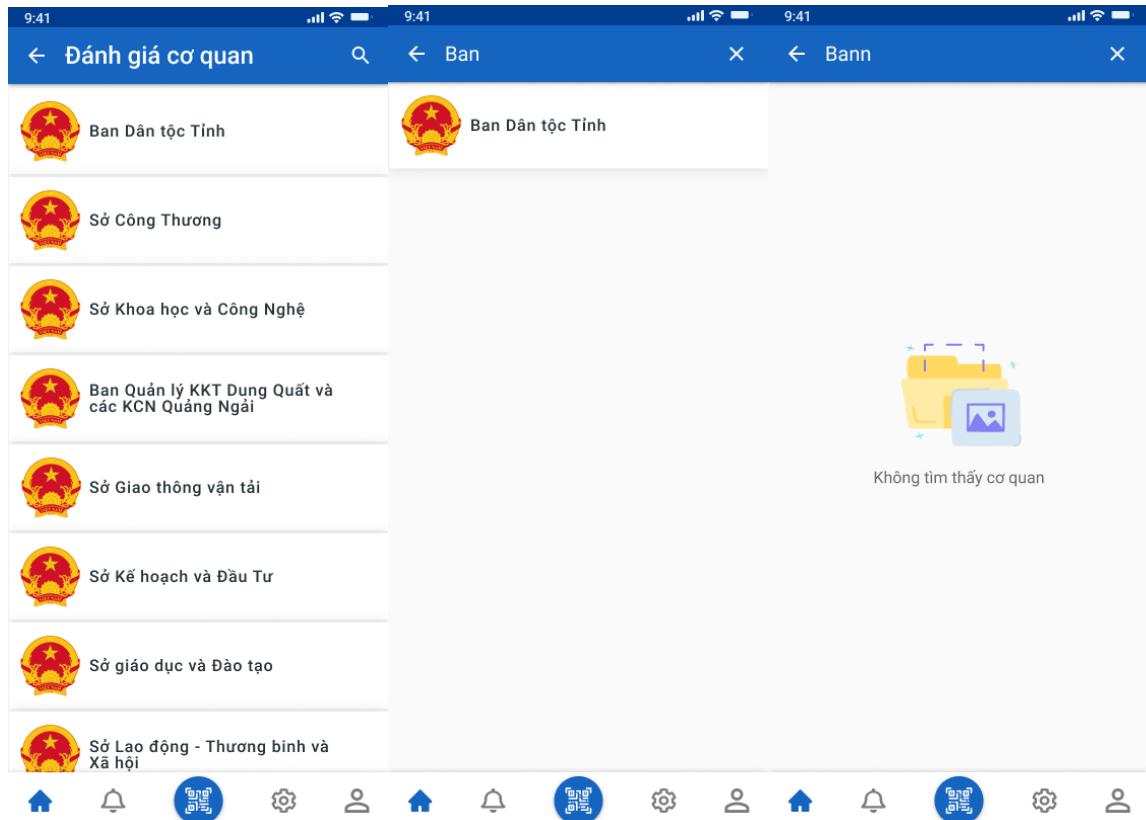 9:41
Đánh giá cơ quan
Ban Dân tộc Tỉnh
Sở Công Thương
Sở Khoa học và Công Nghệ
Ban Quản lý KKT Dung Quất và
các KCN Quảng Ngải
Sở Giao thông vận tải
Sở Kế hoạch và Đầu Tư
Sở giáo dục và Đào tạo
Sở Lao động - Thương binh và
Xã hội
9:41
Ban
Ban Dân tộc Tỉnh
9:41
Bann
Không tìm thấy cơ quan